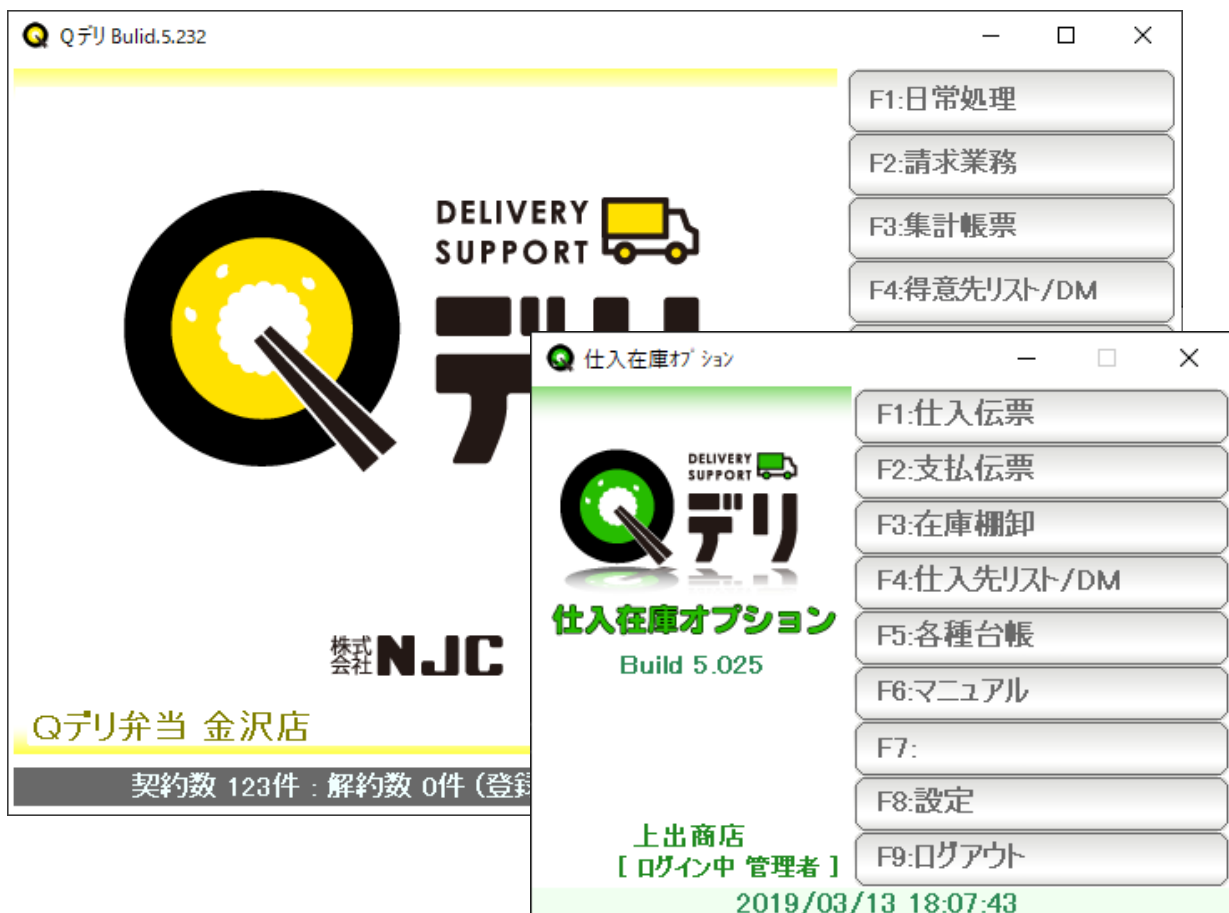 Qデリ Bulid.5.232
DELIVERY
SUPPORT
デリ
株式
会社NJC
Qデリ弁当 金沢店
契約数 123件 : 解約数 0件 (登録
F1:日常処理
F2:請求業務
F3:集計帳票
F4:得意先リスト/DM
仕入在庫オプション
DELIVERY
SUPPORT
デリ
仕入在庫オプション
Build 5.025
上出商店
[ ログイン中 管理者 ]
F1:仕入伝票
F2:支払伝票
F3:在庫棚卸
F4:仕入先リスト/DM
F5:各種台帳
F6:マニュアル
F7:
F8:設定
F9:ログアウト
2019/03/13 18:07:43